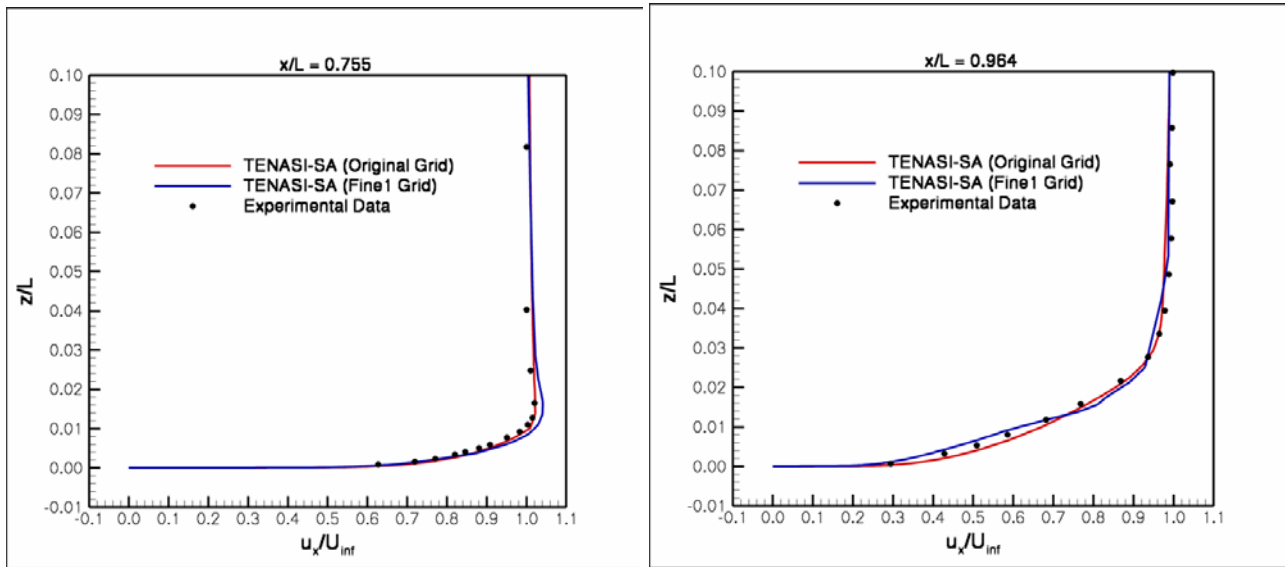 x/L = 0.755
0.10
0.09
0.08
0.07
0.06
0.05
0.04
0.03
0.02
0.01
0.00
-0.01
z/L
TENASI-SA (Original Grid)
TENASI-SA (Fine1 Grid)
Experimental Data
-0.1 0.0 0.1 0.2 0.3 0.4 0.5 0.6 0.7 0.8 0.9 1.0 1.1
u_x/U_inf
x/L = 0.964
0.10
0.09
0.08
0.07
0.06
0.05
0.04
0.03
0.02
0.01
0.00
-0.01
z/L
TENASI-SA (Original Grid)
TENASI-SA (Fine1 Grid)
Experimental Data
-0.1 0.0 0.1 0.2 0.3 0.4 0.5 0.6 0.7 0.8 0.9 1.0 1.1
u_x/U_inf